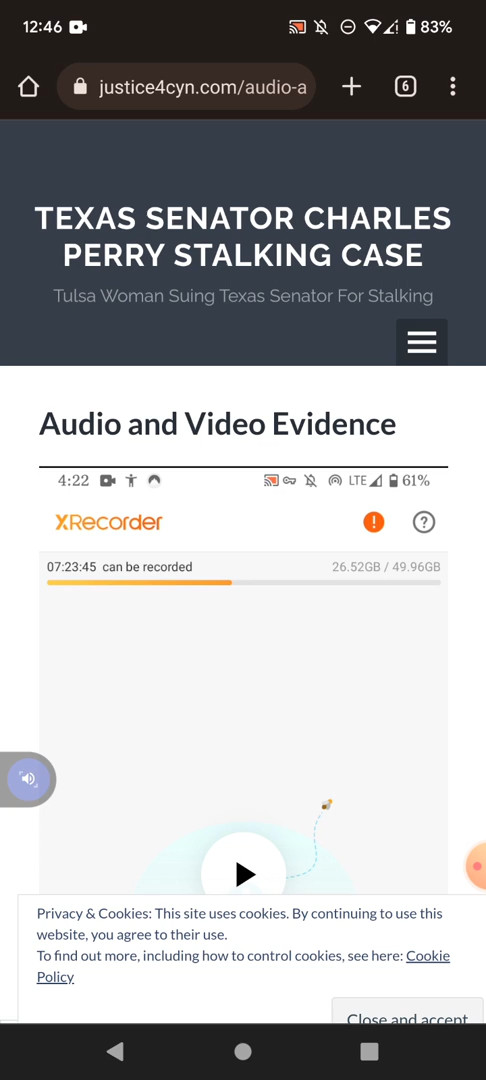 12:46
83%
justice4cyn.com/audio-a
6
TEXAS SENATOR CHARLES
PERRY STALKING CASE
Tulsa Woman Suing Texas Senator For Stalking
Audio and Video Evidence
4:22
LTE
61%
XRecorder
!
?
07:23:45 can be recorded
26.52GB / 49.96GB
Privacy & Cookies: This site uses cookies. By continuing to use this
website, you agree to their use.
To find out more, including how to control cookies, see here: Cookie
Policy
Close and accept